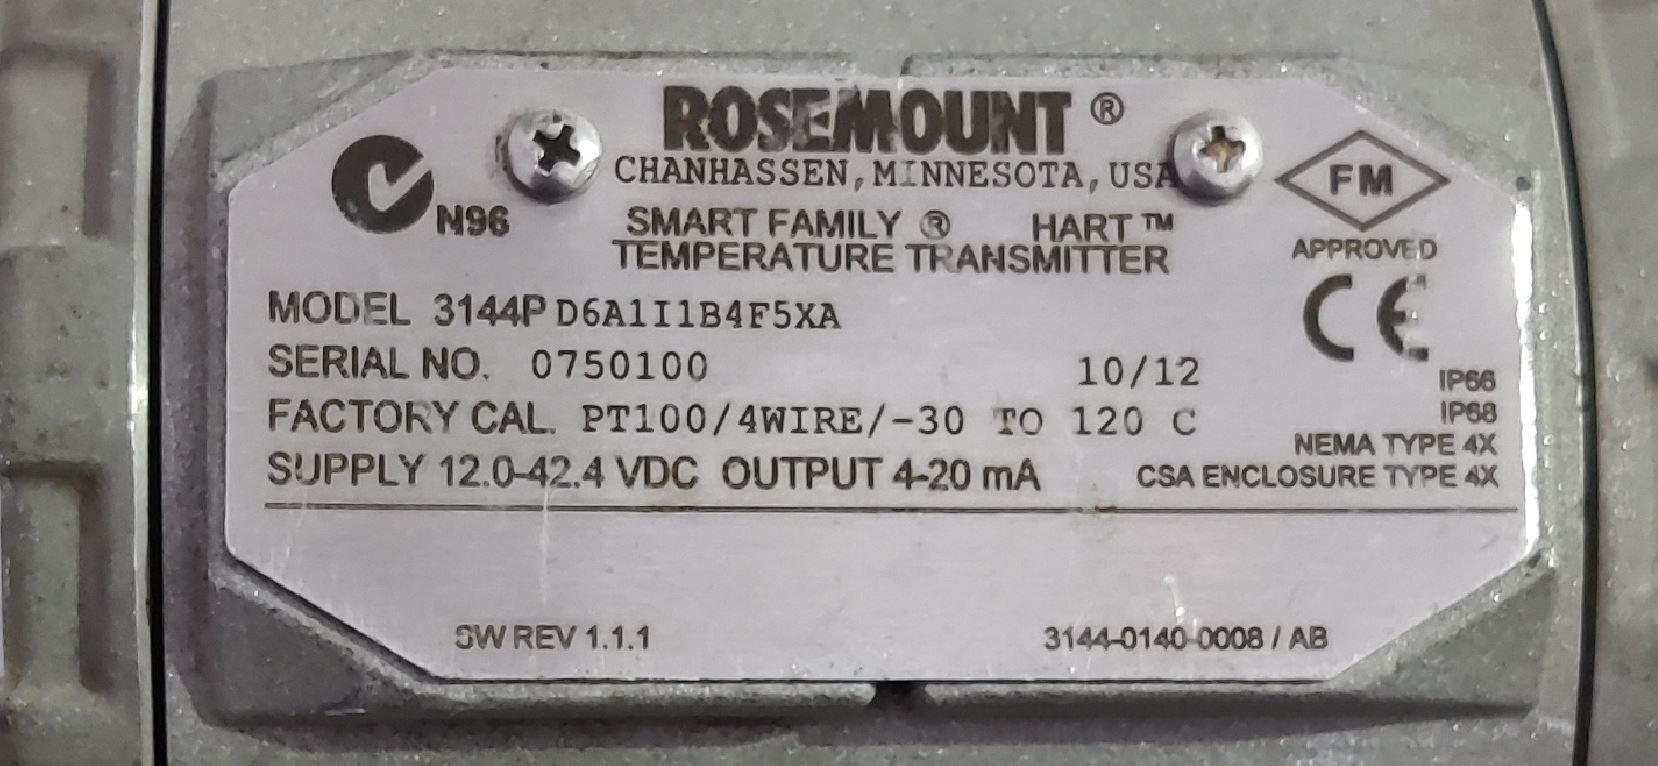 ROSEMOUNT ®
CHANHASSEN, MINNESOTA, USA
N96
SMART FAMILY ® HART™
TEMPERATURE TRANSMITTER
FM
APPROVED
CE
MODEL 3144P D6A1I1B4F5XA
SERIAL NO. 0750100 10/12
IP66
FACTORY CAL. PT100/4WIRE/-30 TO 120 C
IP68
NEMA TYPE 4X
SUPPLY 12.0-42.4 VDC OUTPUT 4-20 mA
CSA ENCLOSURE TYPE 4X
SW REV 1.1.1
3144-0140-0008 / AB